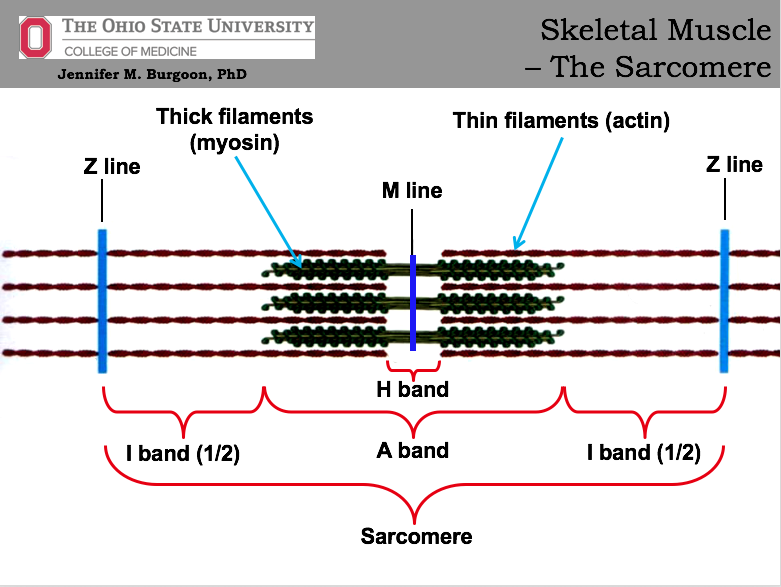 THE OHIO STATE UNIVERSITY
COLLEGE OF MEDICINE
Jennifer M. Burgoon, PhD
Skeletal Muscle
– The Sarcomere
Thick filaments
(myosin)
Thin filaments (actin)
Z line
M line
Z line
H band
I band (1/2)
A band
I band (1/2)
Sarcomere